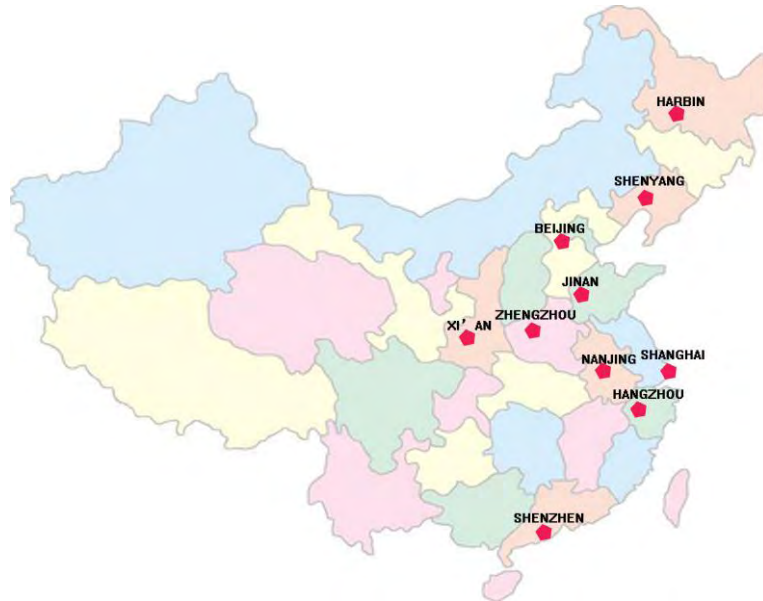 HARBIN
SHENYANG
BEIJING
JINAN
ZHENGZHOU
XI' AN
NANJING
SHANGHAI
HANGZHOU
SHENZHEN